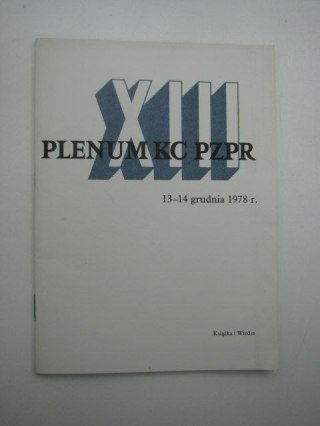 XIII
PLENUM KC PZPR
13–14 grudnia 1978 r.
Książka i Wiedza